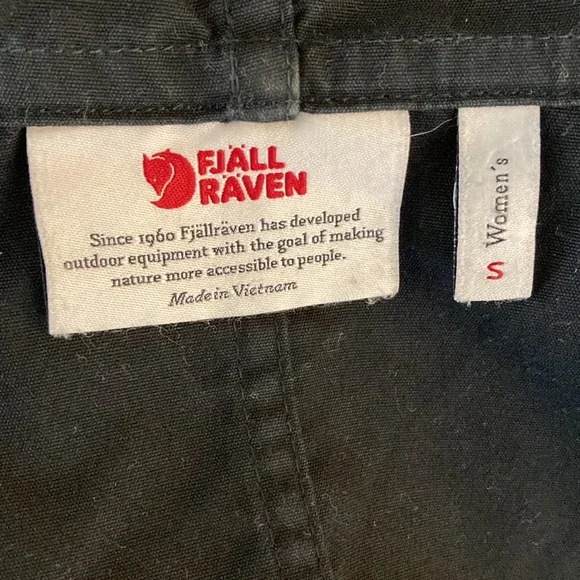 FJÄLL
RÄVEN
Since 1960 Fjällräven has developed
outdoor equipment with the goal of making
nature more accessible to people.
Made in Vietnam
Women´s
S